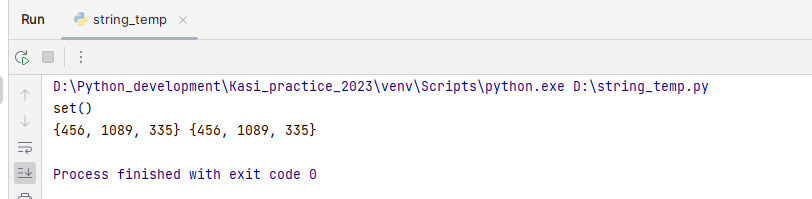 Run string_temp
D:\Python_development\Kasi_practice_2023\venv\Scripts\python.exe D:\string_temp.py
set()
{456, 1089, 335} {456, 1089, 335}
Process finished with exit code 0